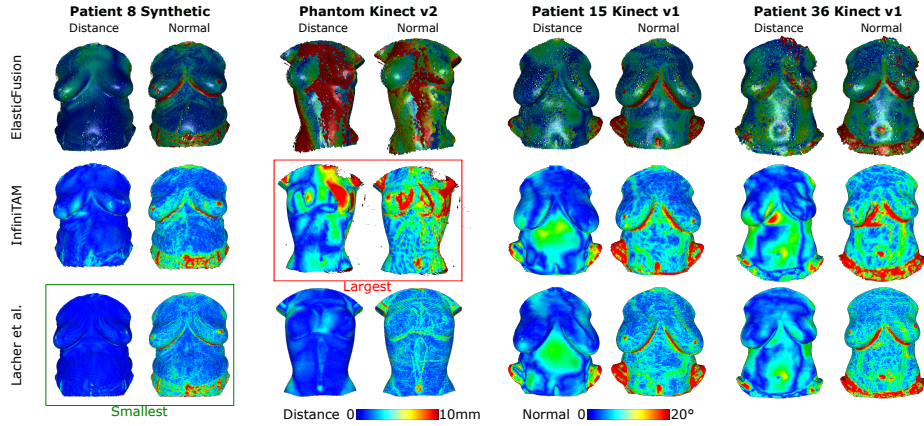 Patient 8 Synthetic Phantom Kinect v2 Patient 15 Kinect v1 Patient 36 Kinect v1
Distance Normal Distance Normal Distance Normal Distance Normal
ElasticFusion
InfiniTAM
Largest
Lacher et al.
Smallest
Distance 0 10mm Normal 0 20°